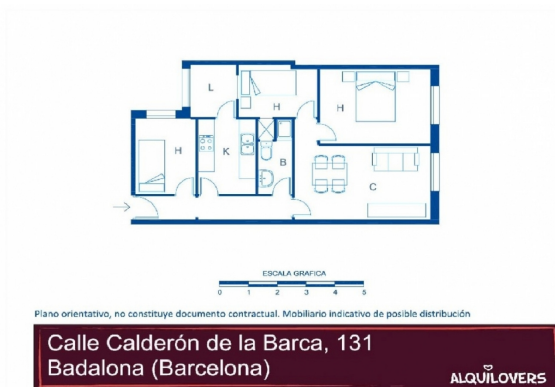 L
H
H
H
K
B
C
ESCALA GRAFICA
0 1 2 3 4 5
Plano orientativo, no constituye documento contractual. Mobiliario indicativo de posible distribución
Calle Calderón de la Barca, 131
Badalona (Barcelona)
ALQUILOVERS